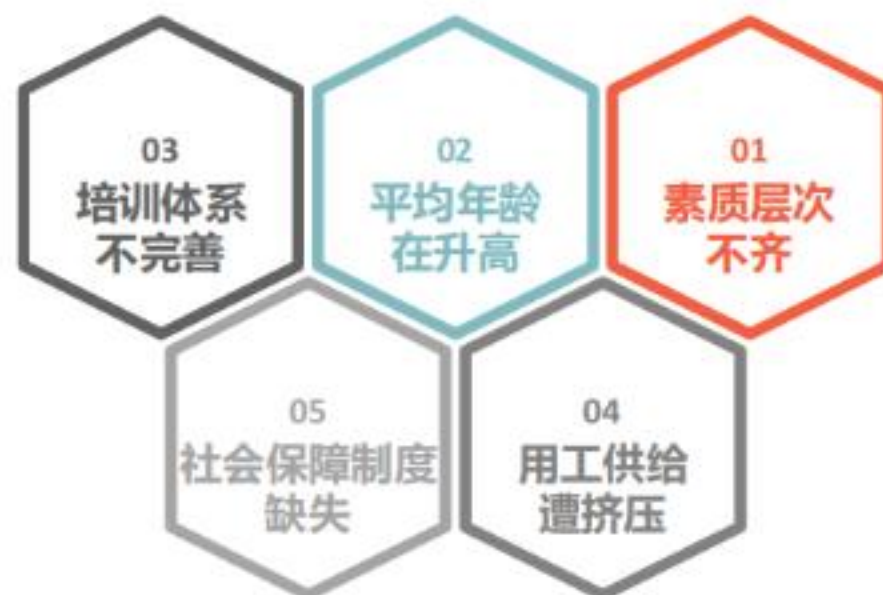 03
培训体系
不完善
02
平均年龄
在升高
01
素质层次
不齐
05
社会保障制度
缺失
04
用工供给
遭挤压